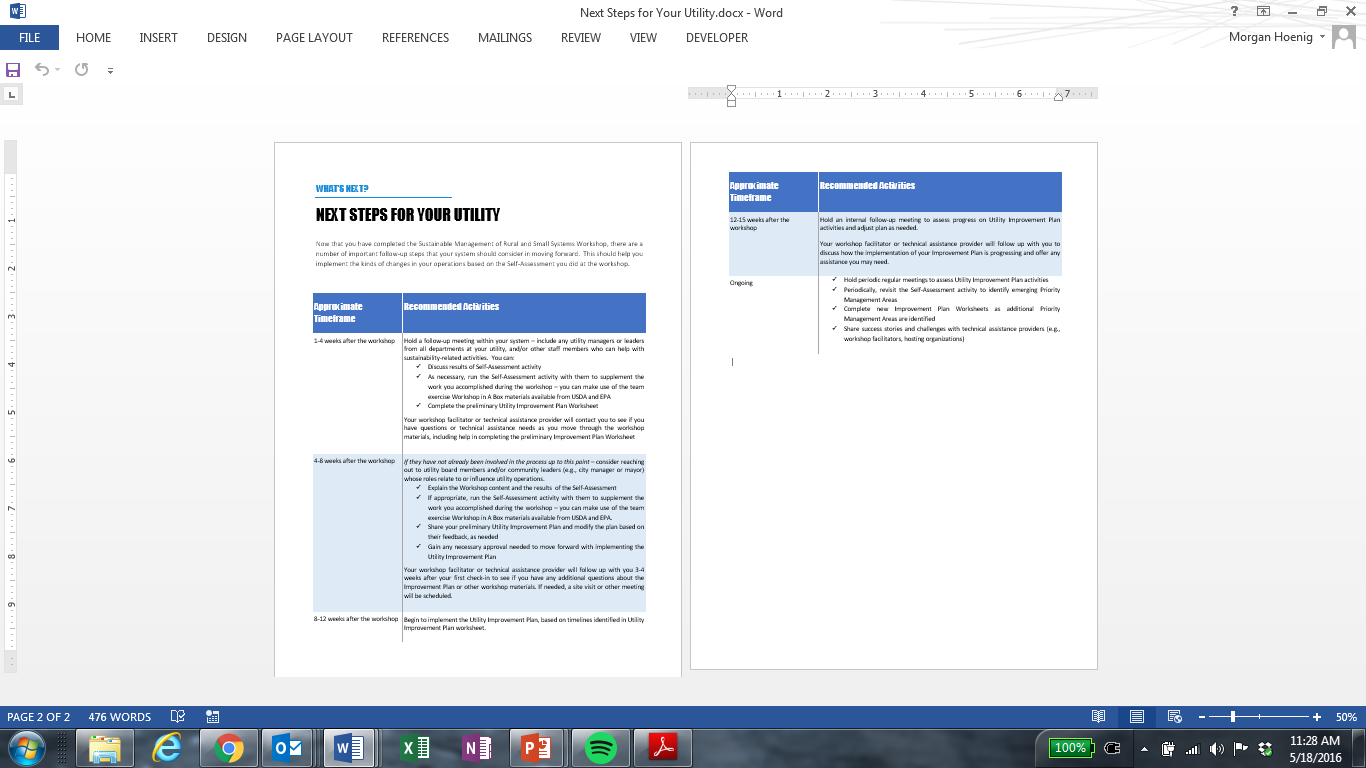 Next Steps for Your Utility.docx - Word
FILE HOME INSERT DESIGN PAGE LAYOUT REFERENCES MAILINGS REVIEW VIEW DEVELOPER
Morgan Hoenig
1 2 3 4 5 6 7
WHAT'S NEXT?
NEXT STEPS FOR YOUR UTILITY
Now that you have completed the Sustainable Management of Rural and Small Systems Workshop, there are a
number of important follow-up steps that your system should consider in moving forward. This should help you
implement the kinds of changes in your operations based on the Self-Assessment you did at the workshop.
Approximate
Timeframe
Recommended Activities
1-4 weeks after the workshop
Hold a follow-up meeting within your system – include any utility managers or leaders
from all departments at your utility, and/or other staff members who can help with
sustainability-related activities. You can:
✓ Discuss results of Self-Assessment activity
✓ As necessary, run the Self-Assessment activity with them to supplement the
work you accomplished during the workshop – you can make use of the team
exercise Workshop in A Box materials available from USDA and EPA
✓ Complete the preliminary Utility Improvement Plan Worksheet
Your workshop facilitator or technical assistance provider will contact you to see if you
have questions or technical assistance needs as you move through the workshop
materials, including help in completing the preliminary Improvement Plan Worksheet
4-8 weeks after the workshop
If they have not already been involved in the process up to this point – consider reaching
out to utility board members and/or community leaders (e.g., city manager or mayor)
whose roles relate to or influence utility operations.
✓ Explain the Workshop content and the results of the Self-Assessment
✓ If appropriate, run the Self-Assessment activity with them to supplement the
work you accomplished during the workshop – you can make use of the team
exercise Workshop in A Box materials available from USDA and EPA.
✓ Share your preliminary Utility Improvement Plan and modify the plan based on
their feedback, as needed
✓ Gain any necessary approval needed to move forward with implementing the
Utility Improvement Plan
Your workshop facilitator or technical assistance provider will follow up with you 3-4
weeks after your first check-in to see if you have any additional questions about the
Improvement Plan or other workshop materials. If needed, a site visit or other meeting
will be scheduled.
8-12 weeks after the workshop
Begin to implement the Utility Improvement Plan, based on timelines identified in Utility
Improvement Plan worksheet.
Approximate
Timeframe
Recommended Activities
12-15 weeks after the
workshop
Hold an internal follow-up meeting to assess progress on Utility Improvement Plan
activities and adjust plan as needed.
Your workshop facilitator or technical assistance provider will follow up with you to
discuss how the implementation of your Improvement Plan is progressing and offer any
assistance you may need.
Ongoing
✓ Hold periodic regular meetings to assess Utility Improvement Plan activities
✓ Periodically, revisit the Self-Assessment activity to identify emerging Priority
Management Areas
✓ Complete new Improvement Plan Worksheets as additional Priority
Management Areas are identified
✓ Share success stories and challenges with technical assistance providers (e.g.,
workshop facilitators, hosting organizations)
1
2
3
4
5
6
7
8
9
PAGE 2 OF 2 476 WORDS
50%
100%
11:28 AM
5/18/2016